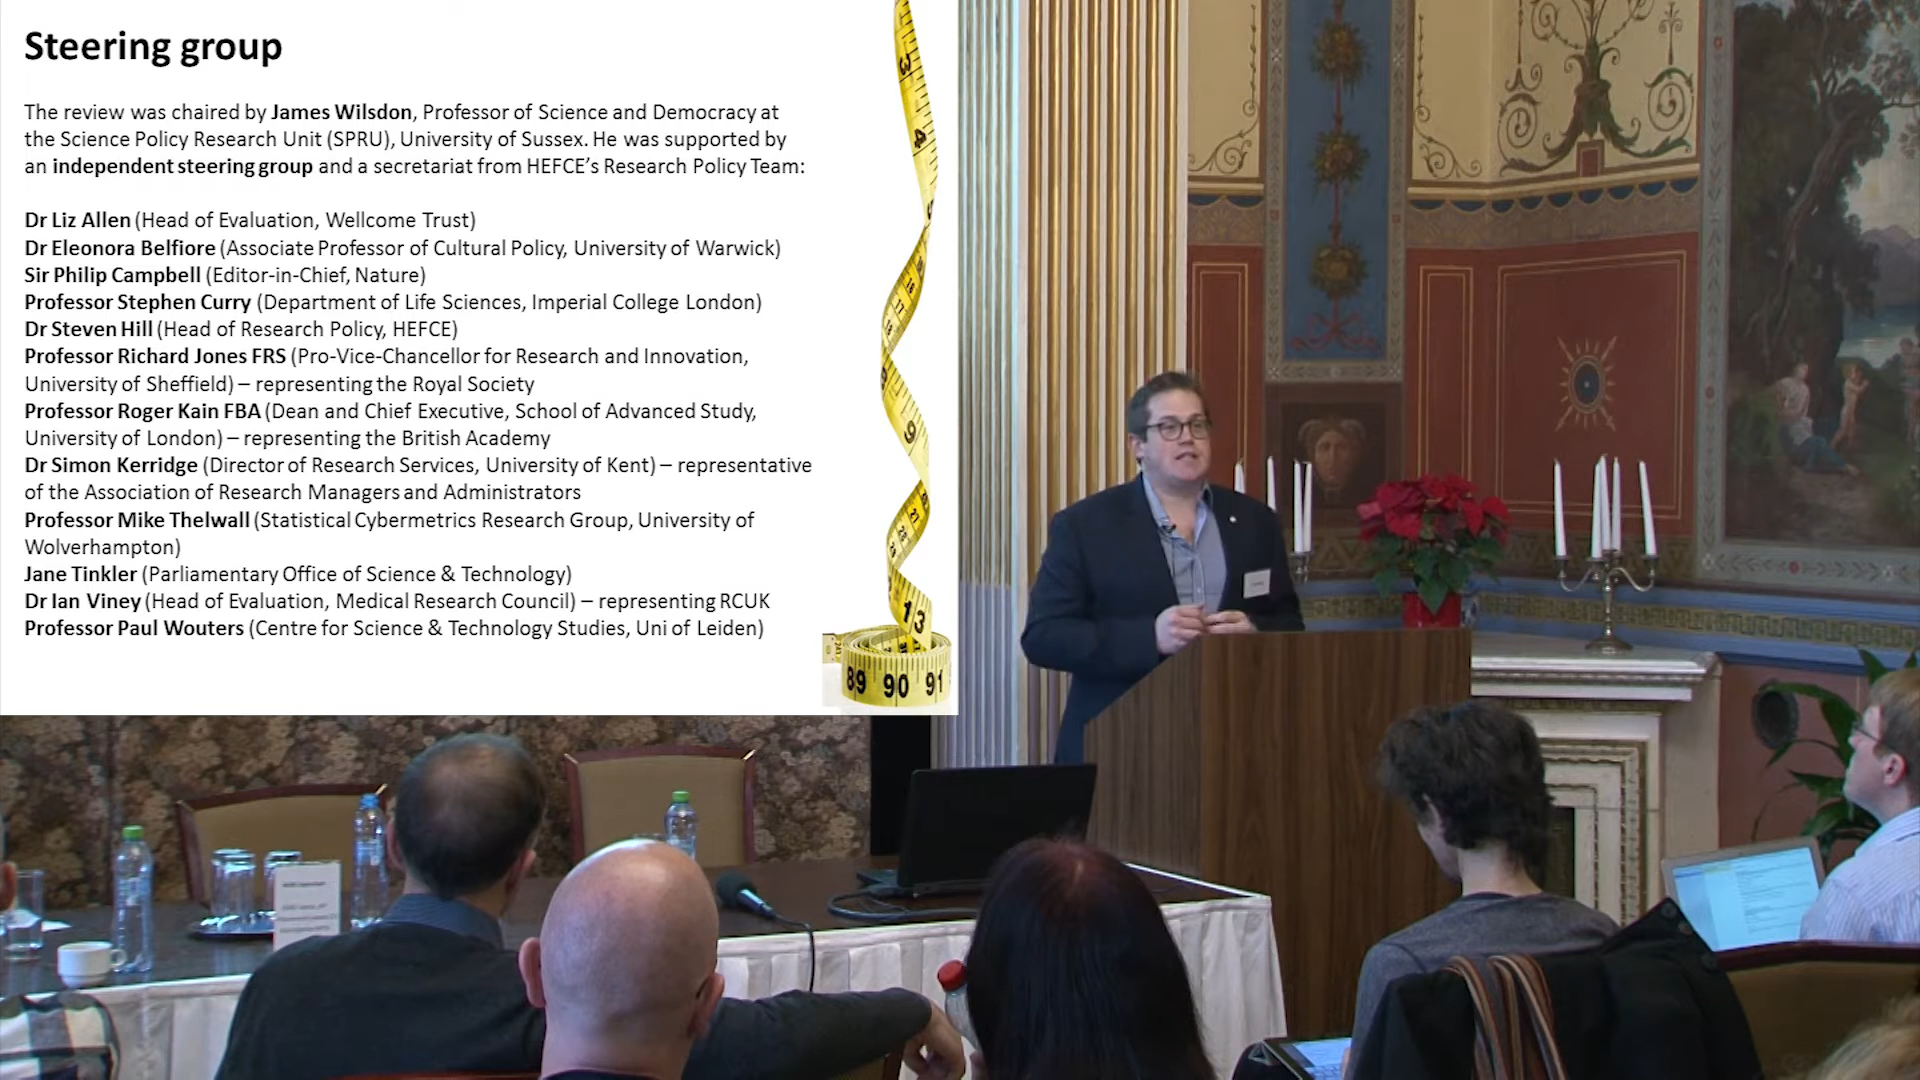 Steering group
The review was chaired by James Wilsdon, Professor of Science and Democracy at
the Science Policy Research Unit (SPRU), University of Sussex. He was supported by
an independent steering group and a secretariat from HEFCE's Research Policy Team:
Dr Liz Allen (Head of Evaluation, Wellcome Trust)
Dr Eleonora Belfiore (Associate Professor of Cultural Policy, University of Warwick)
Sir Philip Campbell (Editor-in-Chief, Nature)
Professor Stephen Curry (Department of Life Sciences, Imperial College London)
Dr Steven Hill (Head of Research Policy, HEFCE)
Professor Richard Jones FRS (Pro-Vice-Chancellor for Research and Innovation,
University of Sheffield) – representing the Royal Society
Professor Roger Kain FBA (Dean and Chief Executive, School of Advanced Study,
University of London) – representing the British Academy
Dr Simon Kerridge (Director of Research Services, University of Kent) – representative
of the Association of Research Managers and Administrators
Professor Mike Thelwall (Statistical Cybermetrics Research Group, University of
Wolverhampton)
Jane Tinkler (Parliamentary Office of Science & Technology)
Dr Ian Viney (Head of Evaluation, Medical Research Council) – representing RCUK
Professor Paul Wouters (Centre for Science & Technology Studies, Uni of Leiden)
3
4
9
13
89 90 91